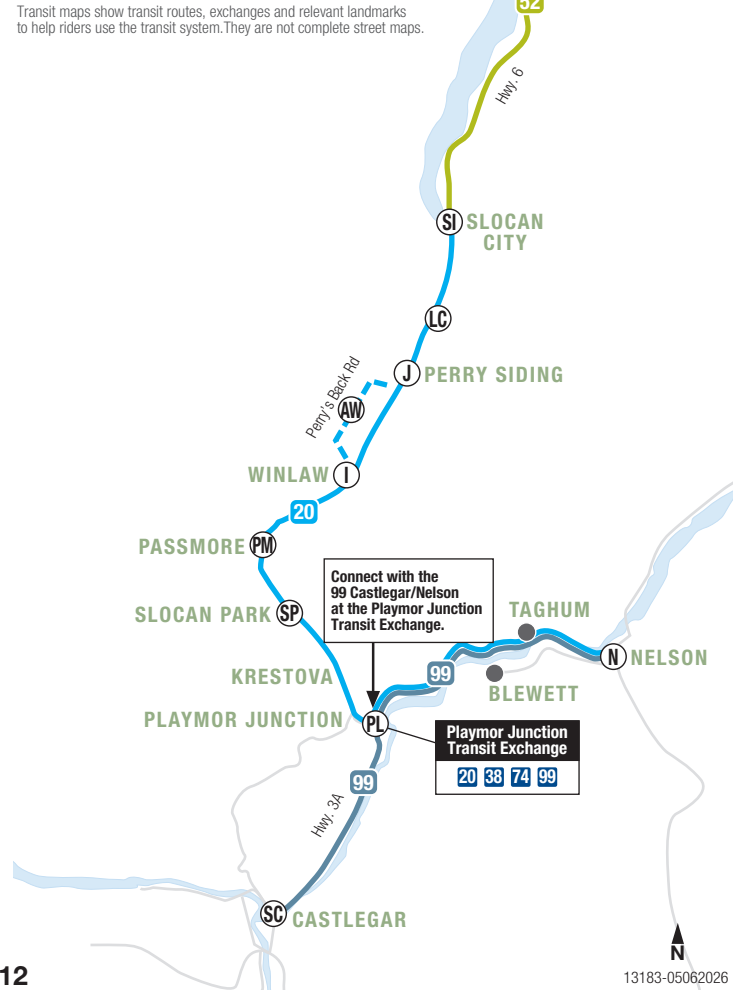 Transit maps show transit routes, exchanges and relevant landmarks
to help riders use the transit system.They are not complete street maps.
52
Hwy. 6
SI SLOCAN
CITY
LC
J PERRY SIDING
Perry's Back Rd
AW
WINLAW I
20
PASSMORE PM
Connect with the
99 Castlegar/Nelson
at the Playmor Junction
Transit Exchange.
SLOCAN PARK SP
TAGHUM
N NELSON
KRESTOVA
99
BLEWETT
PLAYMOR JUNCTION PL
Playmor Junction
Transit Exchange
20 38 74 99
99
Hwy. 3A
SC CASTLEGAR
N
12
13183-05062026